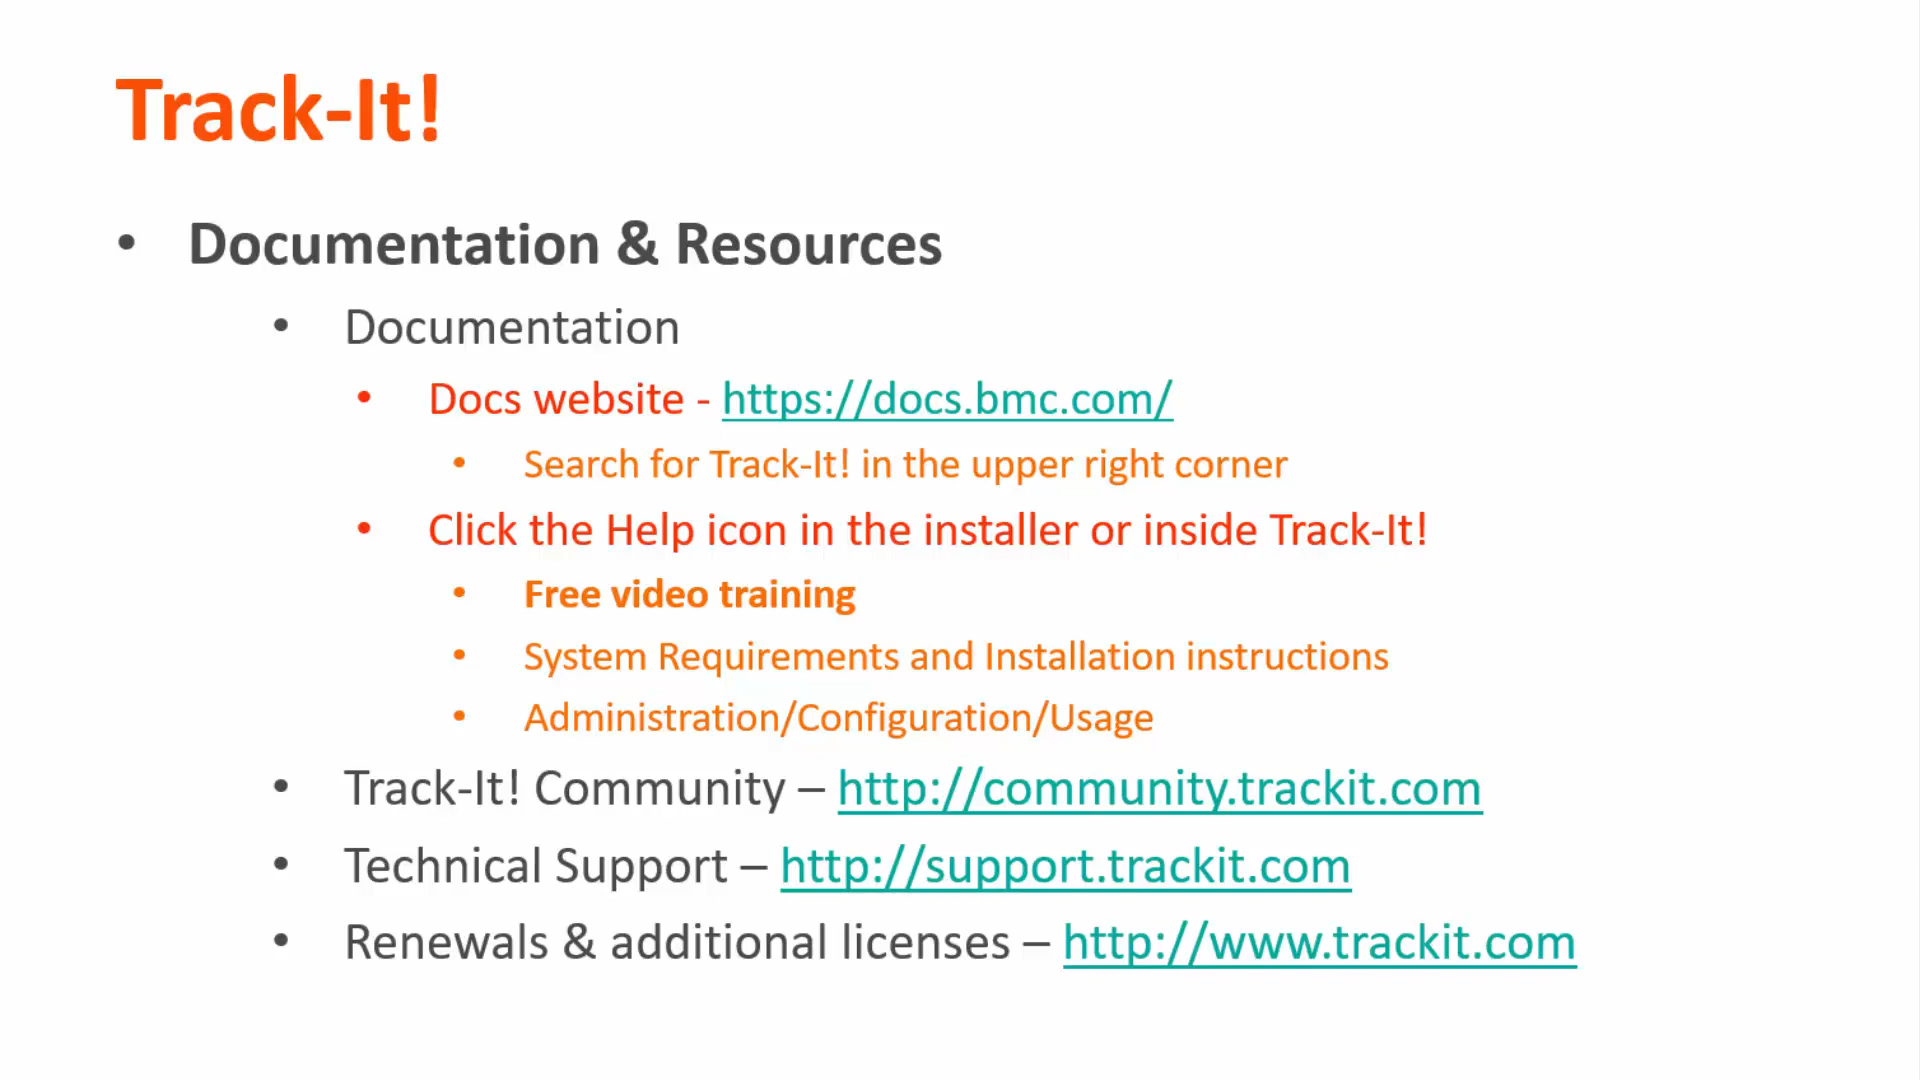 Track-It!
• Documentation & Resources
• Documentation
• Docs website - https://docs.bmc.com/
• Search for Track-It! in the upper right corner
• Click the Help icon in the installer or inside Track-It!
• Free video training
• System Requirements and Installation instructions
• Administration/Configuration/Usage
• Track-It! Community – http://community.trackit.com
• Technical Support – http://support.trackit.com
• Renewals & additional licenses – http://www.trackit.com